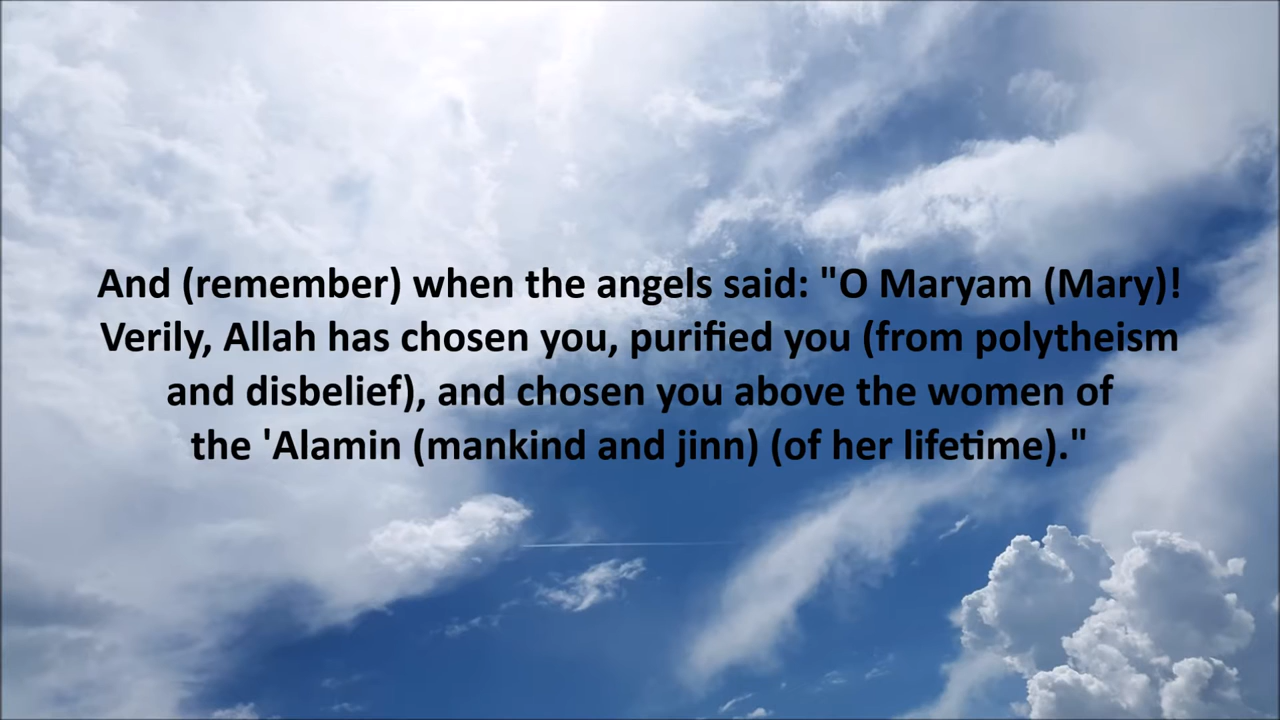 And (remember) when the angels said: "O Maryam (Mary)!
Verily, Allah has chosen you, purified you (from polytheism
and disbelief), and chosen you above the women of
the 'Alamin (mankind and jinn) (of her lifetime)."